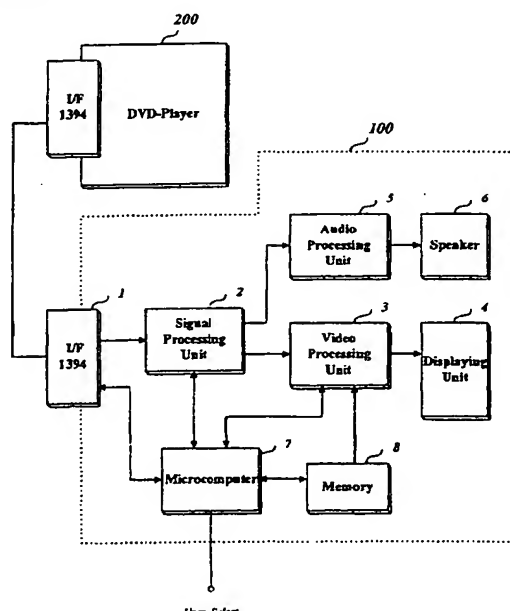 200
I/F
1394
DVD-Player
100
5
6
Audio
Processing
Unit
Speaker
1
2
3
4
I/F
1394
Signal
Processing
Unit
Video
Processing
Unit
Displaying
Unit
7
8
Microcomputer
Memory